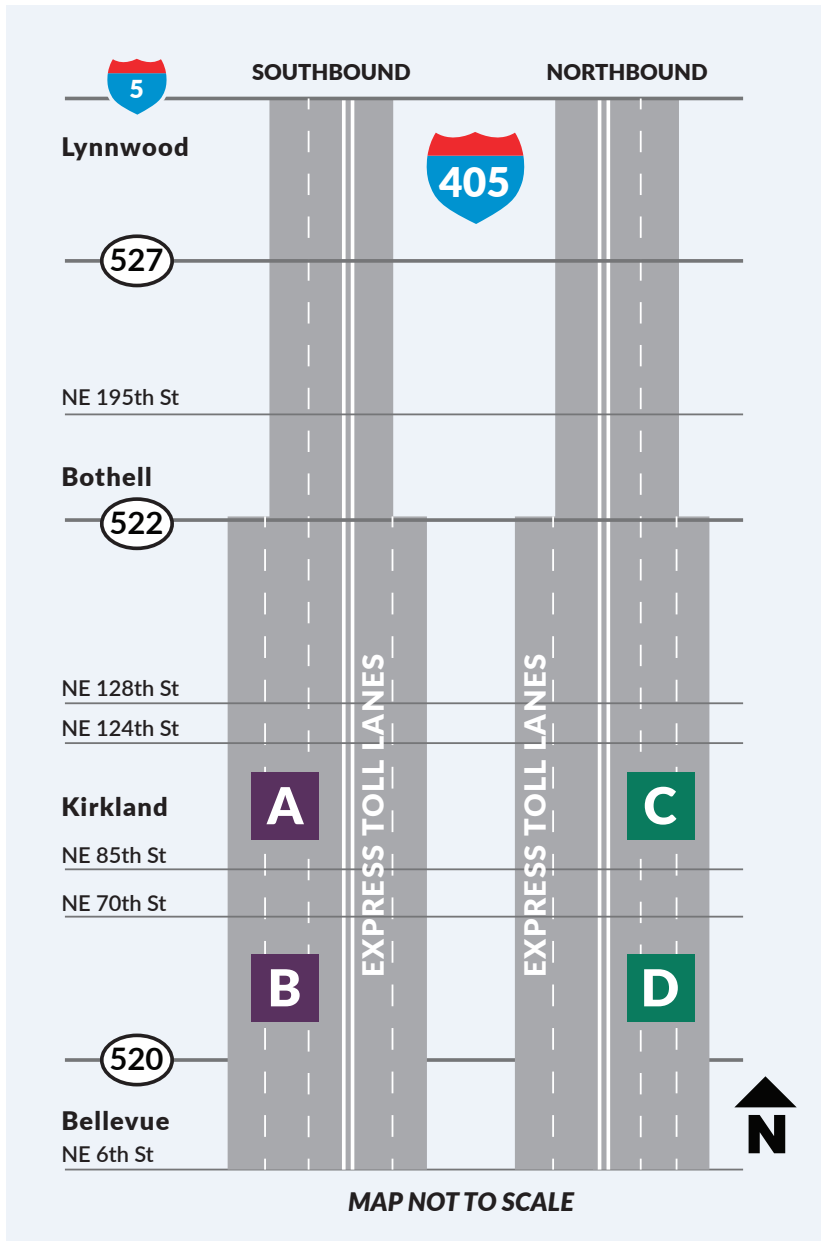 SOUTHBOUND
NORTHBOUND
5
Lynnwood
405
527
NE 195th St
Bothell
522
NE 128th St
NE 124th St
EXPRESS TOLL LANES
EXPRESS TOLL LANES
A
C
Kirkland
NE 85th St
NE 70th St
B
D
520
Bellevue
NE 6th St
N
MAP NOT TO SCALE